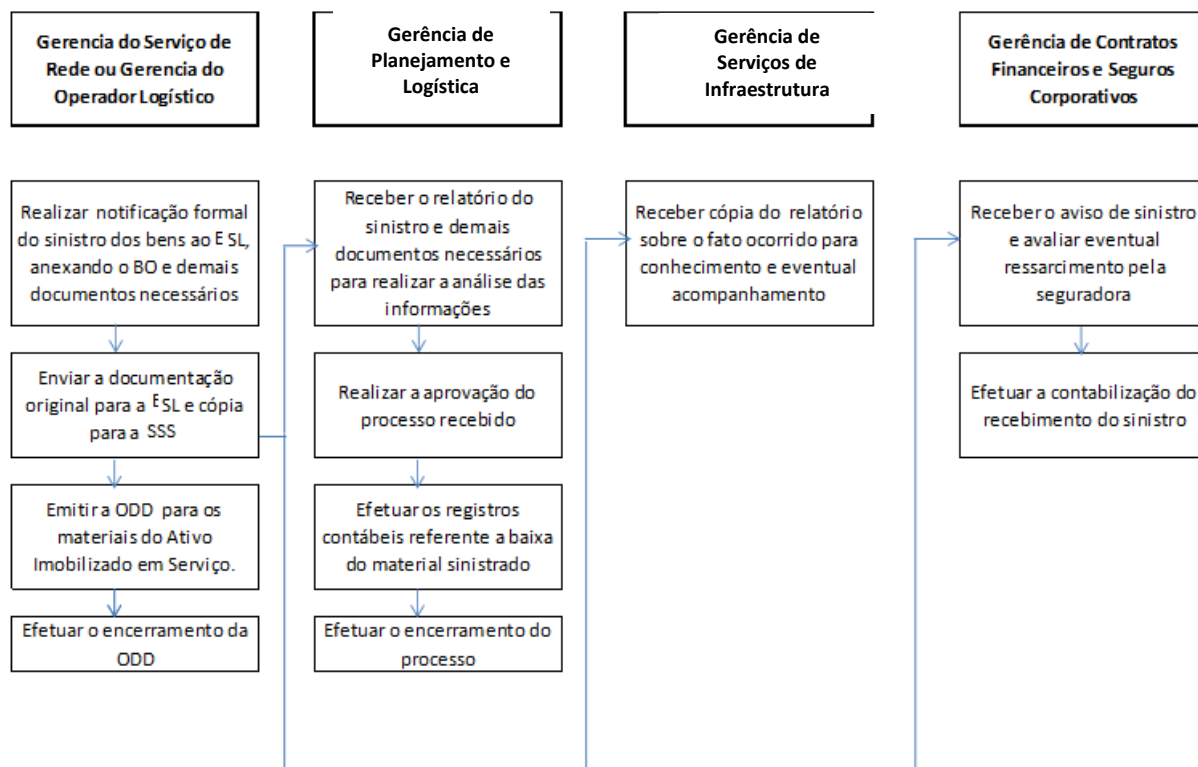 Gerencia do Serviço de
Rede ou Gerencia do
Operador Logístico
Gerência de
Planejamento e
Logística
Gerência de
Serviços de
Infraestrutura
Gerência de Contratos
Financeiros e Seguros
Corporativos
Realizar notificação formal
do sinistro dos bens ao ESL,
anexando o BO e demais
documentos necessários
Enviar a documentação
original para a ESL e cópia
para a SSS
Emitir a ODD para os
materiais do Ativo
Imobilizado em Serviço.
Efetuar o encerramento da
ODD
Receber o relatório do
sinistro e demais
documentos necessários
para realizar a análise das
informações
Realizar a aprovação do
processo recebido
Efetuar os registros
contábeis referente a baixa
do material sinistrado
Efetuar o encerramento do
processo
Receber cópia do relatório
sobre o fato ocorrido para
conhecimento e eventual
acompanhamento
Receber o aviso de sinistro
e avaliar eventual
ressarcimento pela
seguradora
Efetuar a contabilização do
recebimento do sinistro